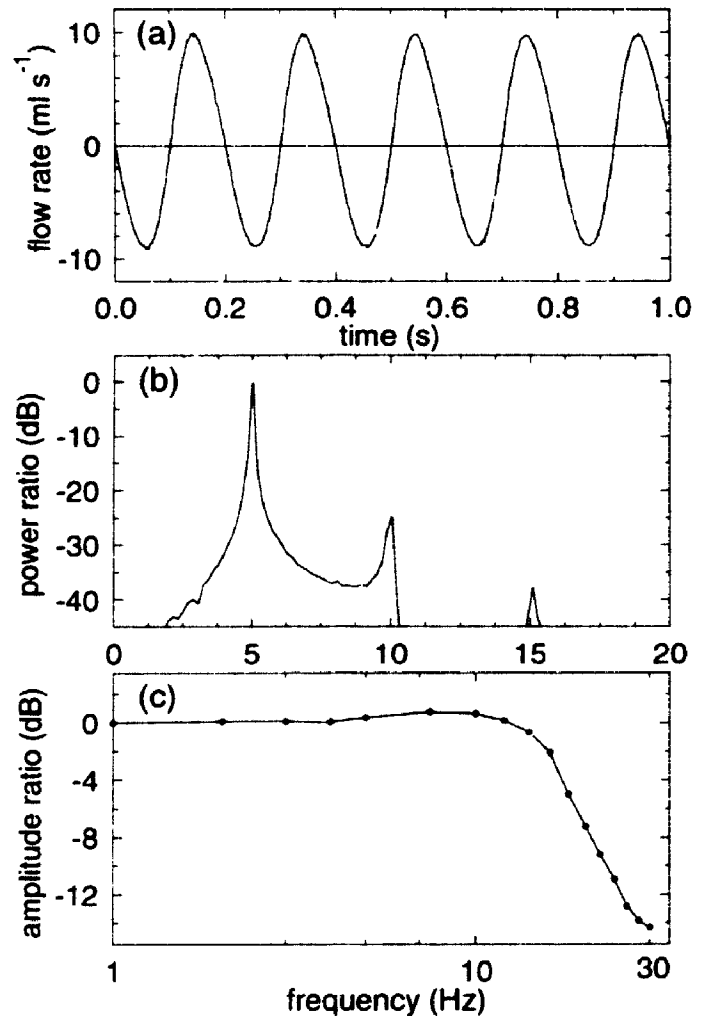 (a)
flow rate (ml s⁻¹)
10
0
-10
0.0 0.2 0.4 0.6 0.8 1.0
time (s)
(b)
power ratio (dB)
0
-10
-20
-30
-40
0 5 10 15 20
(c)
amplitude ratio (dB)
0
-4
-8
-12
1 10 30
frequency (Hz)